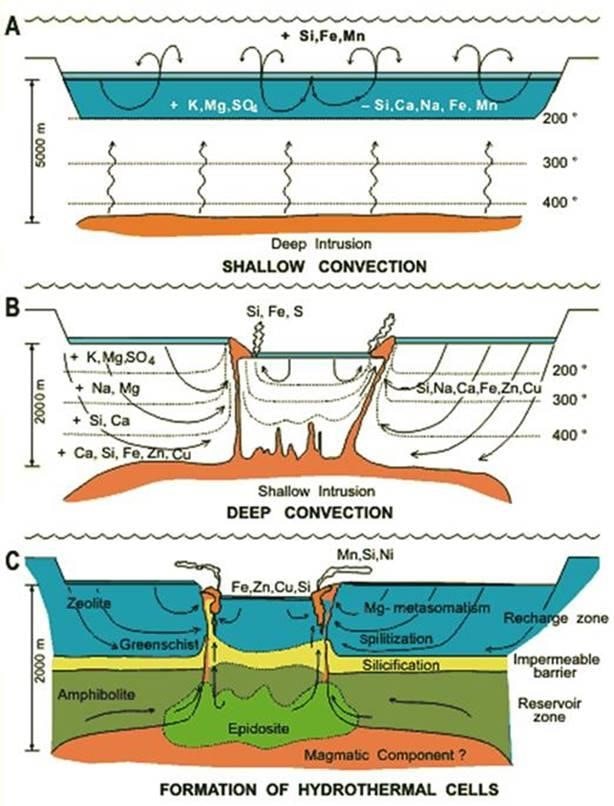 A
+ Si,Fe,Mn
+ K,Mg,SO₄
– Si,Ca,Na, Fe, Mn
200 °
300 °
400 °
5000 m
Deep Intrusion
SHALLOW CONVECTION
B
Si, Fe, S
+ K,Mg,SO₄
+ Na, Mg
+ Si, Ca
+ Ca, Si, Fe, Zn, Cu
–Si,Na,Ca,Fe,Zn,Cu
200 °
300 °
400 °
2000 m
Shallow Intrusion
DEEP CONVECTION
C
Mn,Si,Ni
Fe,Zn,Cu,Si
Zeolite
Mg-metasomatism
Recharge zone
Greenschist
Spilitization
Silicification
Impermeable
barrier
Amphibolite
Reservoir
zone
Epidosite
2000 m
Magmatic Component ?
FORMATION OF HYDROTHERMAL CELLS